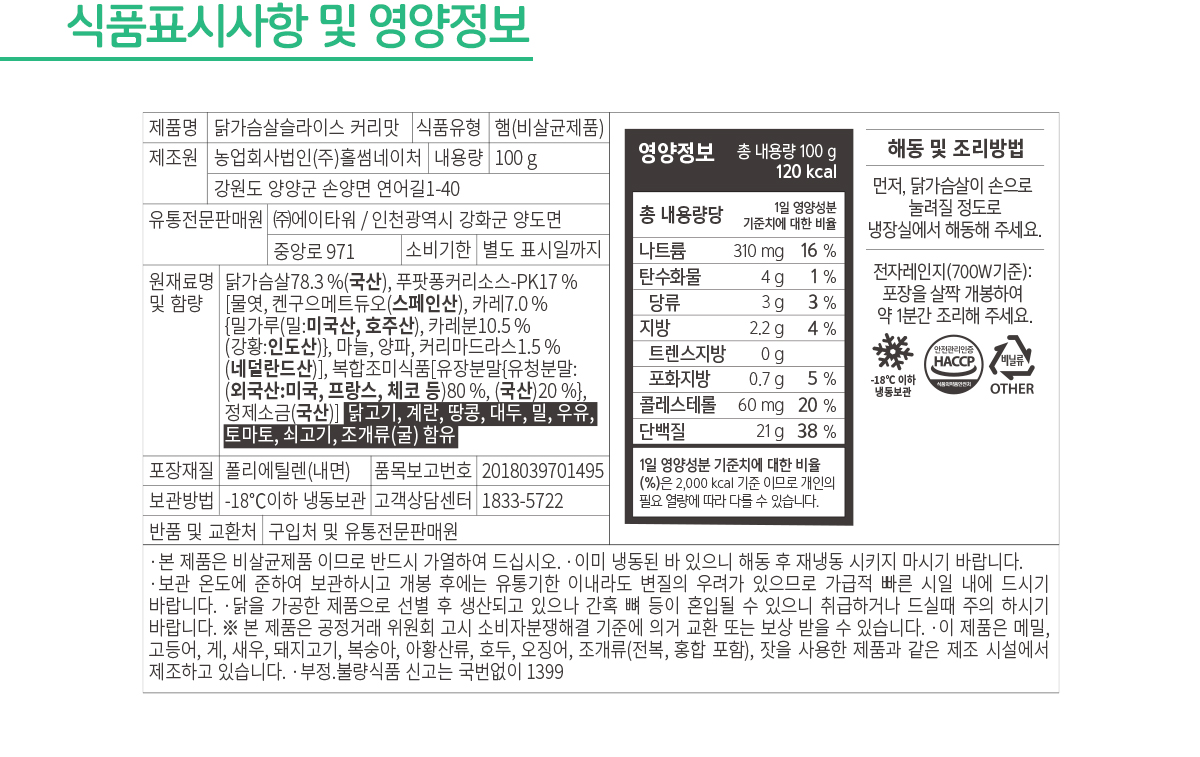 식품표시사항 및 영양정보
제품명 닭가슴살슬라이스 커리맛 식품유형 햄(비살균제품)
제조원 농업회사법인(주)홀썸네이처 내용량 100 g
강원도 양양군 손양면 연어길1-40
유통전문판매원 ㈜에이타워 / 인천광역시 강화군 양도면
중앙로 971 소비기한 별도 표시일까지
원재료명 닭가슴살78.3 %(국산), 푸팟퐁커리소스-PK17 %
및 함량 [물엿, 켄구으메트듀오(스페인산), 카레7.0 %
{밀가루(밀:미국산, 호주산), 카레분10.5 %
(강황:인도산)}, 마늘, 양파, 커리마드라스1.5 %
(네덜란드산)], 복합조미식품[유장분말{유청분말:
(외국산:미국, 프랑스, 체코 등)80 %, (국산)20 %},
정제소금(국산)] 닭고기, 계란, 땅콩, 대두, 밀, 우유,
토마토, 쇠고기, 조개류(굴) 함유
포장재질 폴리에틸렌(내면) 품목보고번호 2018039701495
보관방법 -18℃이하 냉동보관 고객상담센터 1833-5722
반품 및 교환처 구입처 및 유통전문판매원
영양정보 총 내용량 100 g
120 kcal
총 내용량당 1일 영양성분
기준치에 대한 비율
나트륨 310 mg 16 %
탄수화물 4 g 1 %
당류 3 g 3 %
지방 2.2 g 4 %
트렌스지방 0 g
포화지방 0.7 g 5 %
콜레스테롤 60 mg 20 %
단백질 21 g 38 %
1일 영양성분 기준치에 대한 비율
(%)은 2,000 kcal 기준 이므로 개인의
필요 열량에 따라 다를 수 있습니다.
해동 및 조리방법
먼저, 닭가슴살이 손으로
눌려질 정도로
냉장실에서 해동해 주세요.
전자레인지(700W기준):
포장을 살짝 개봉하여
약 1분간 조리해 주세요.
-18℃ 이하
냉동보관
안전관리인증
HACCP
식품의약품안전처
비닐류
OTHER
·본 제품은 비살균제품 이므로 반드시 가열하여 드십시오. ·이미 냉동된 바 있으니 해동 후 재냉동 시키지 마시기 바랍니다.
·보관 온도에 준하여 보관하시고 개봉 후에는 유통기한 이내라도 변질의 우려가 있으므로 가급적 빠른 시일 내에 드시기
바랍니다. ·닭을 가공한 제품으로 선별 후 생산되고 있으나 간혹 뼈 등이 혼입될 수 있으니 취급하거나 드실때 주의 하시기
바랍니다. ※ 본 제품은 공정거래 위원회 고시 소비자분쟁해결 기준에 의거 교환 또는 보상 받을 수 있습니다. ·이 제품은 메밀,
고등어, 게, 새우, 돼지고기, 복숭아, 아황산류, 호두, 오징어, 조개류(전복, 홍합 포함), 잣을 사용한 제품과 같은 제조 시설에서
제조하고 있습니다. ·부정.불량식품 신고는 국번없이 1399